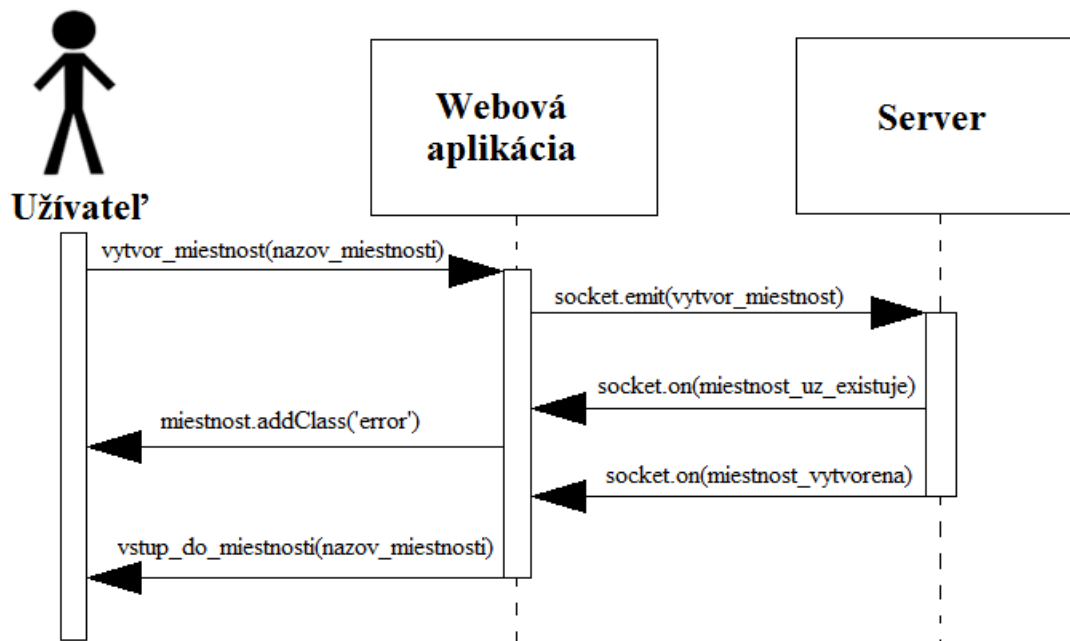 Webová
aplikácia
Server
Užívateľ
vytvor_miestnost(nazov_miestnosti)
socket.emit(vytvor_miestnost)
socket.on(miestnost_uz_existuje)
miestnost.addClass('error')
socket.on(miestnost_vytvorena)
vstup_do_miestnosti(nazov_miestnosti)